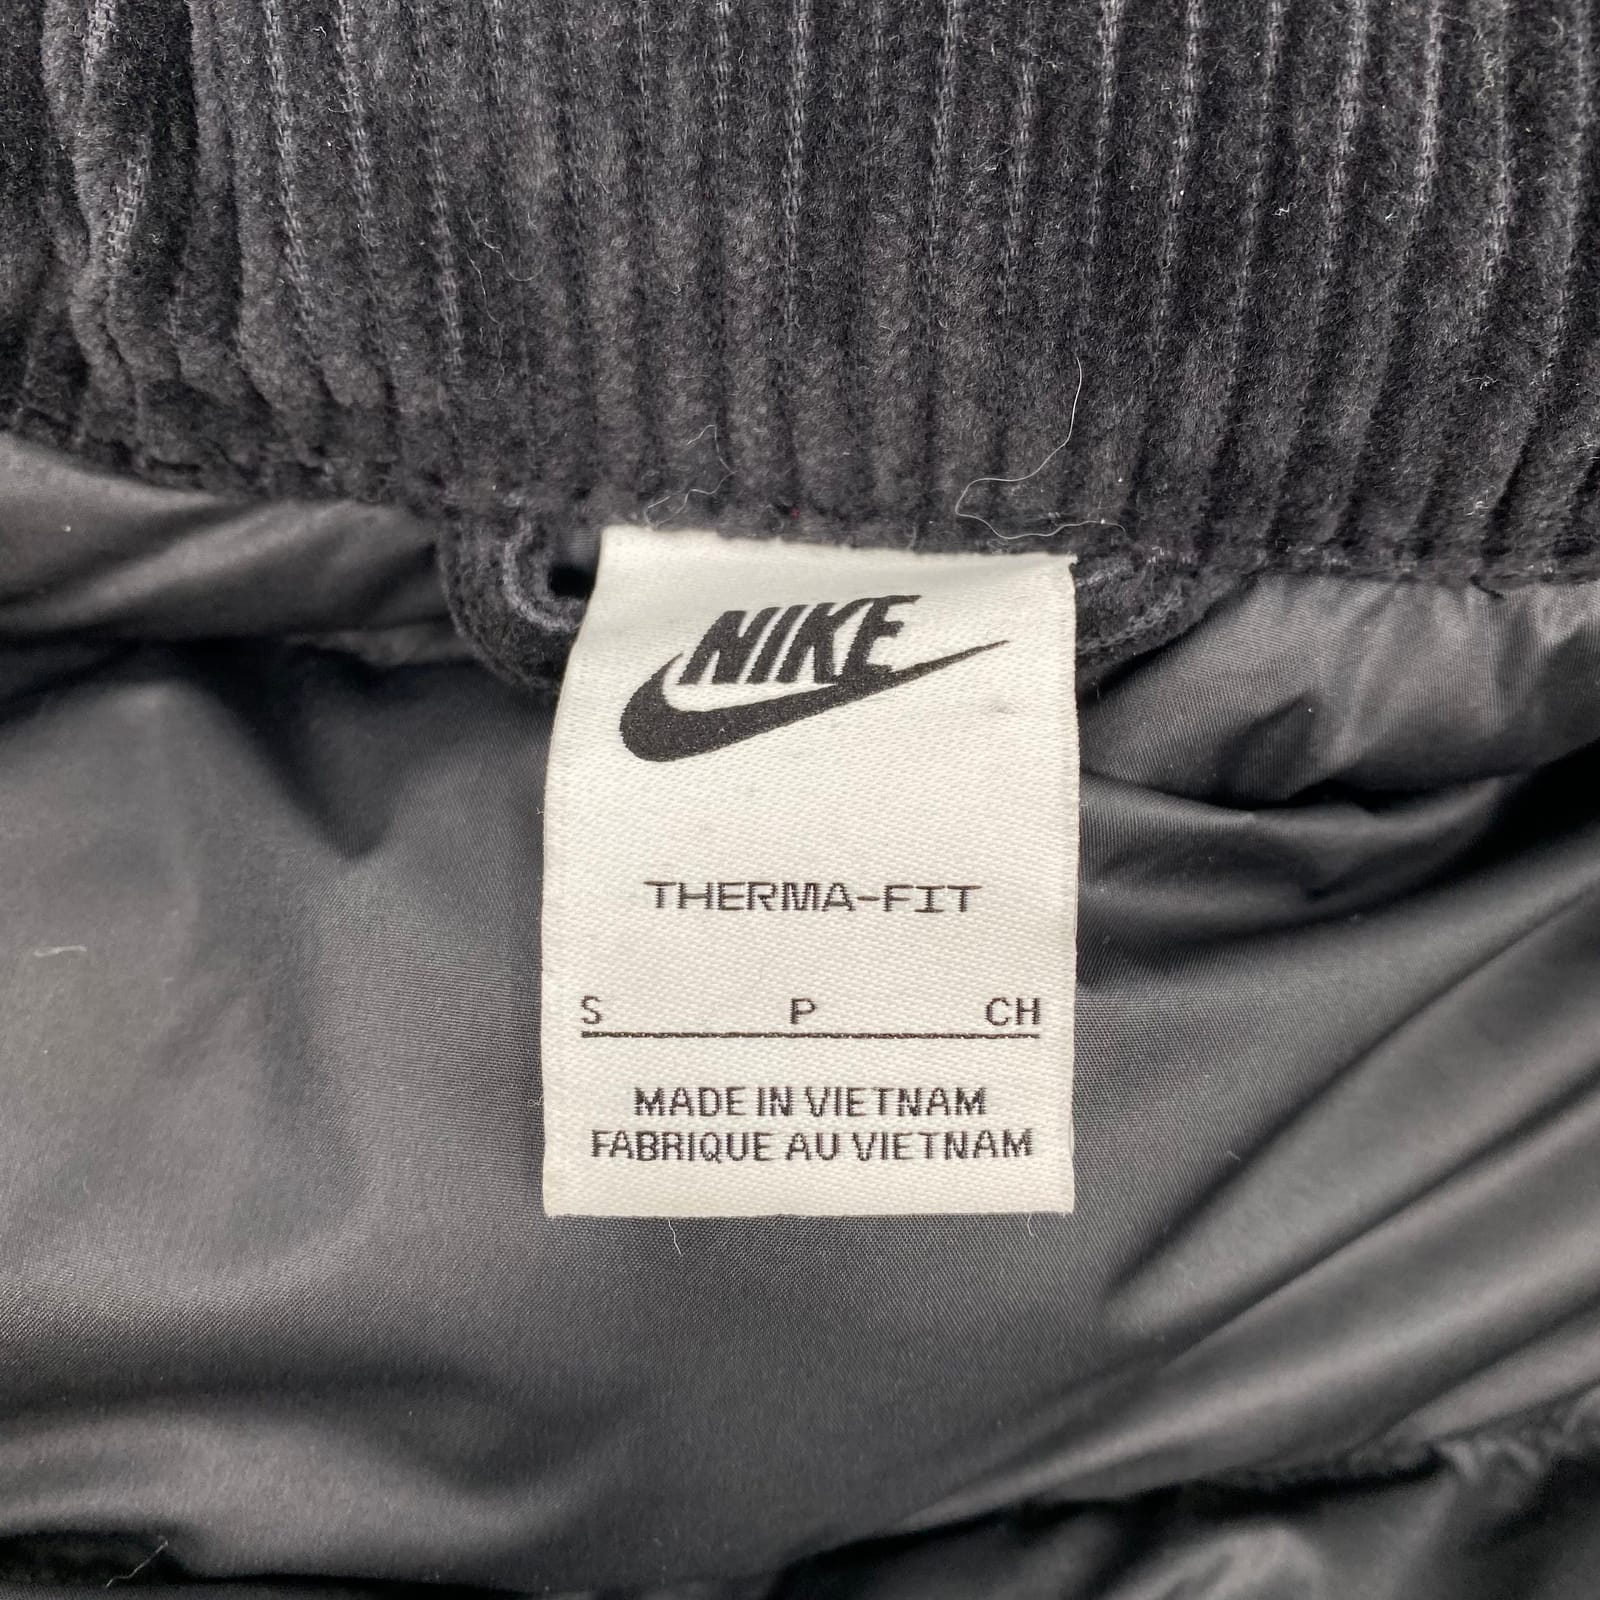 NIKE
THERMA-FIT
S P CH
MADE IN VIETNAM
FABRIQUE AU VIETNAM